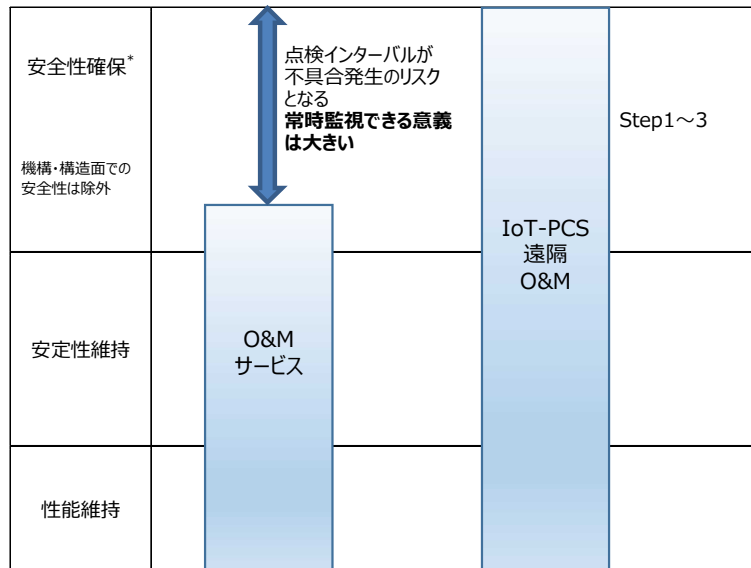 安全性確保*
機構・構造面での
安全性は除外
点検インターバルが
不具合発生のリスク
となる
常時監視できる意義
は大きい
Step1～3
IoT-PCS
遠隔
O&M
安定性維持
O&M
サービス
性能維持